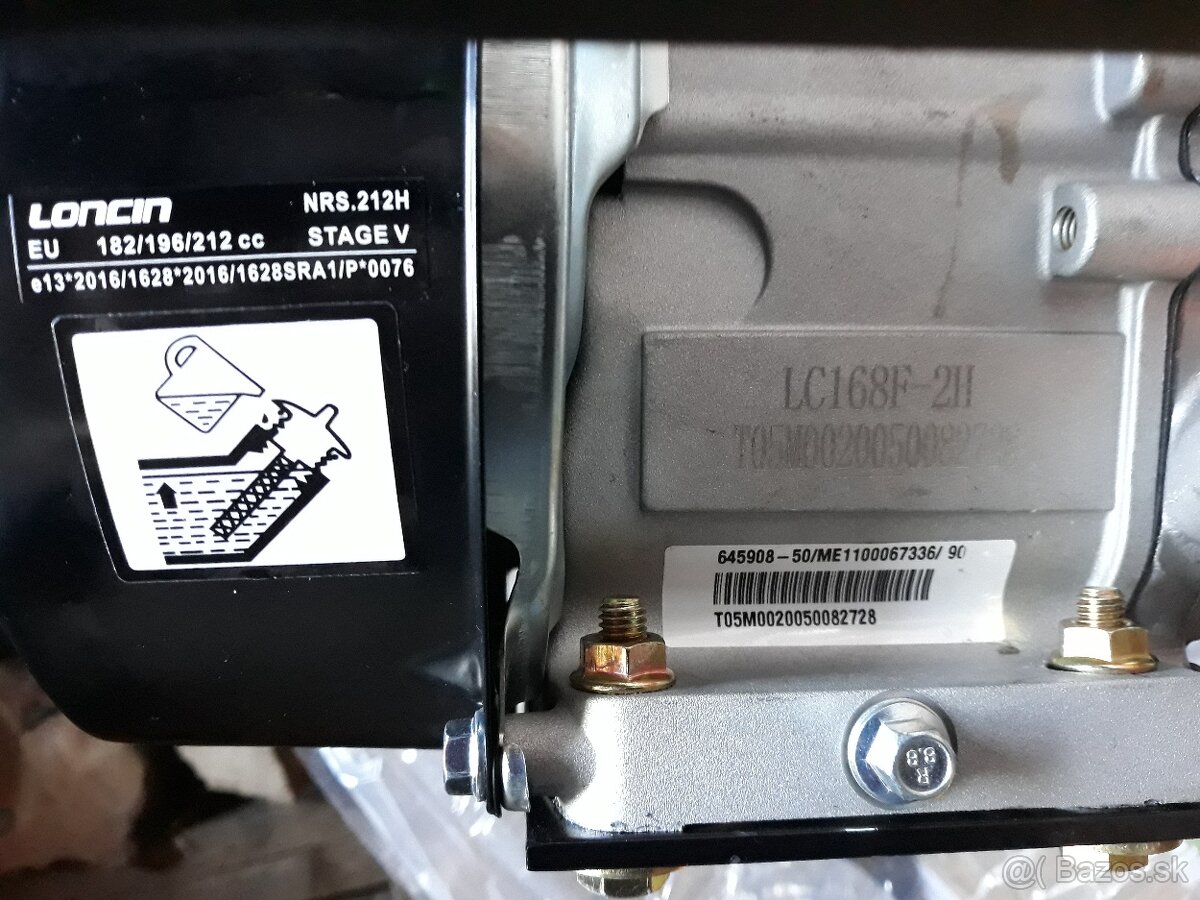 LONCIN NRS.212H
EU 182/196/212 cc STAGE V
e13*2016/1628*2016/1628SRA1/P*0076
LC168F-2H
T05M0020050082728
645908-50/ME1100067336/ 90
T05M0020050082728
8.8
R
@( Bazos.sk